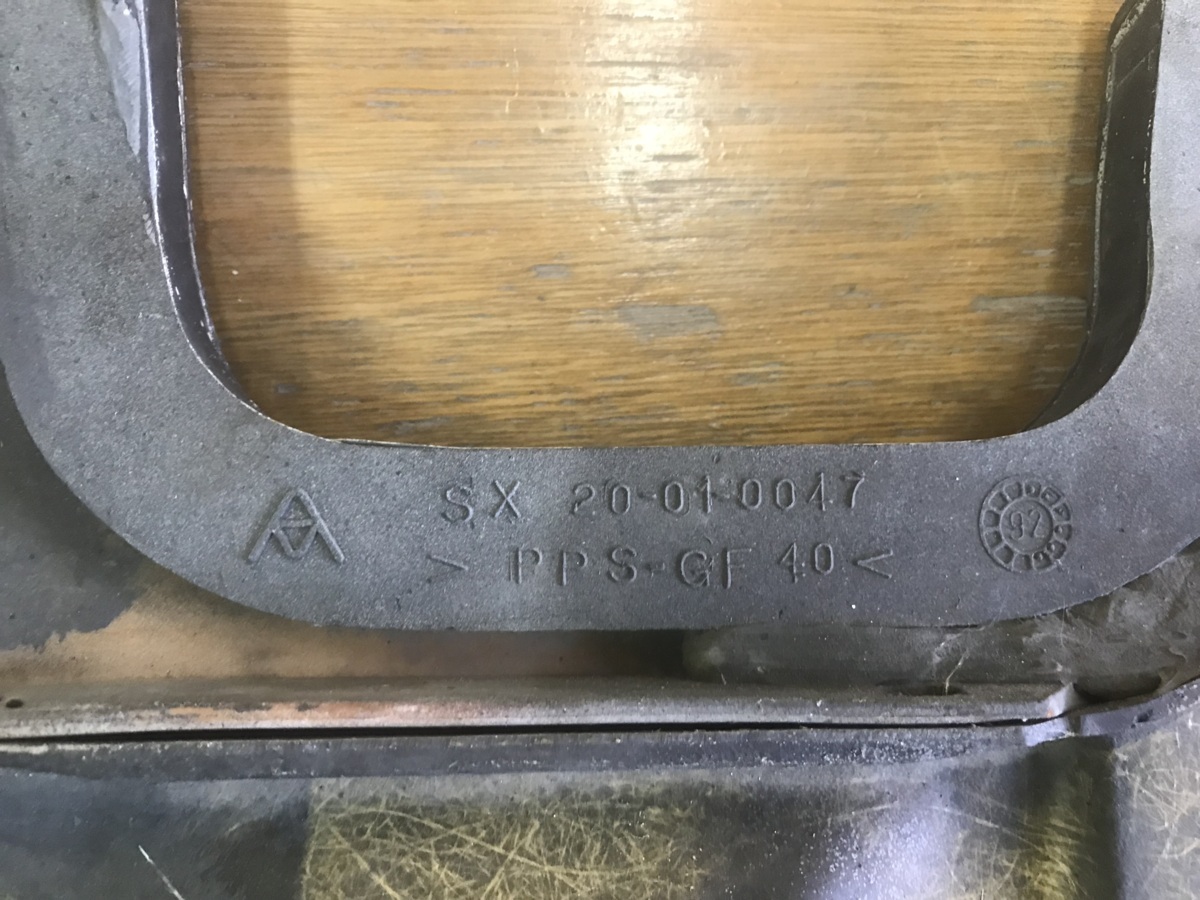 SX 20-01-0047
> PPS-GF 40 <
92